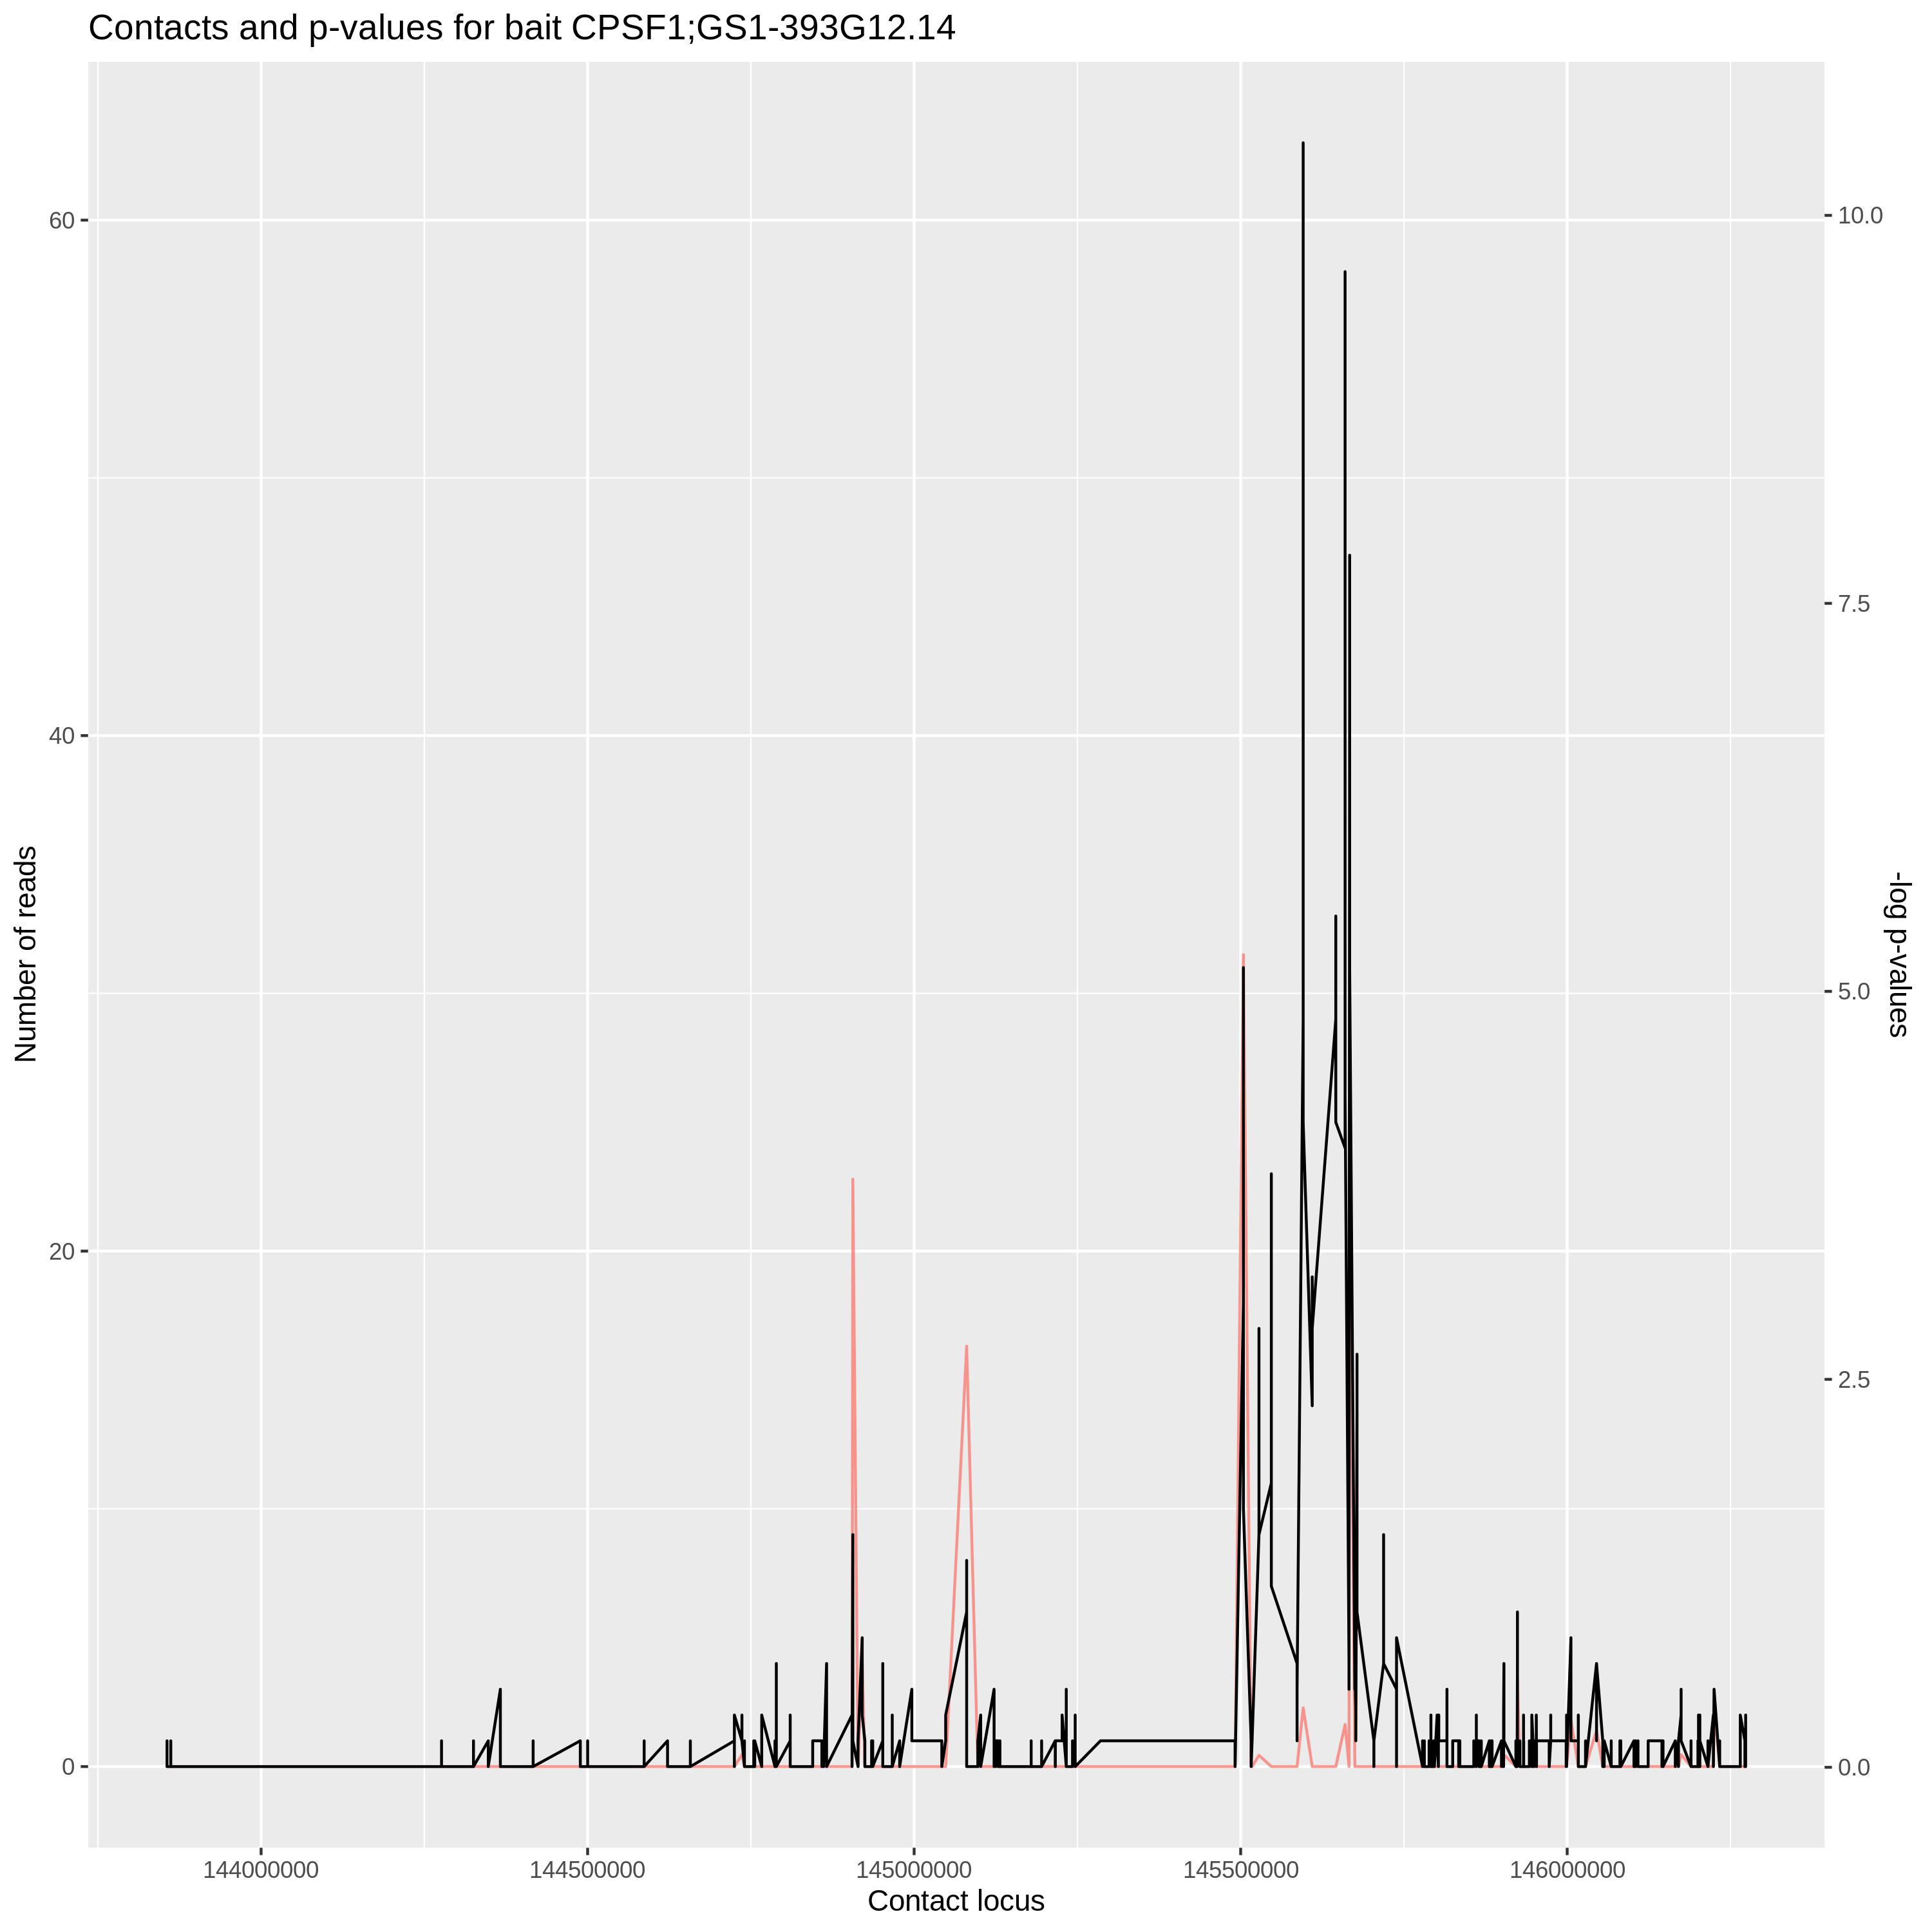 Contacts and p-values for bait CPSF1;GS1-393G12.14
60
40
20
0
Number of reads
10.0
7.5
5.0
2.5
0.0
-log p-values
144000000 144500000 145000000 145500000 146000000
Contact locus